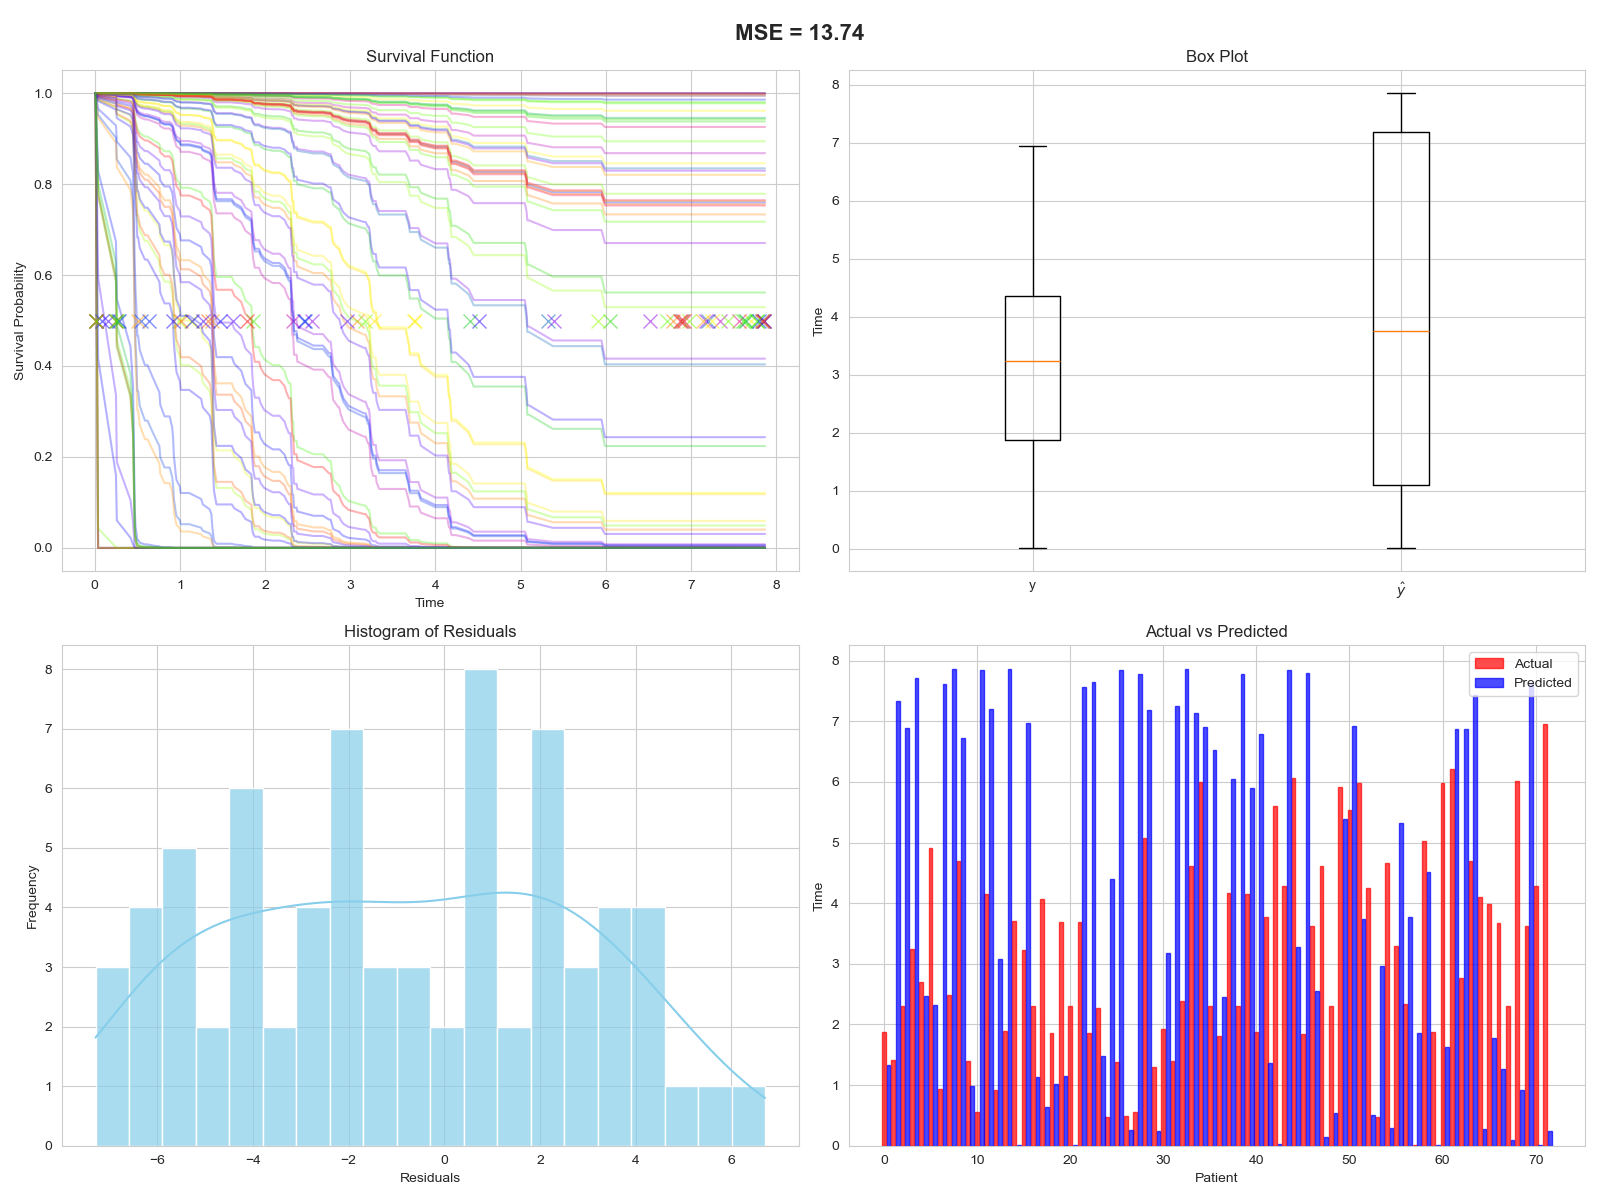 MSE = 13.74
Survival Function
Survival Probability
1.0
0.8
0.6
0.4
0.2
0.0
0 1 2 3 4 5 6 7 8
Time
Box Plot
Time
8
7
6
5
4
3
2
1
0
y ŷ
Histogram of Residuals
Frequency
8
7
6
5
4
3
2
1
0
−6 −4 −2 0 2 4 6
Residuals
Actual vs Predicted
Time
8
7
6
5
4
3
2
1
0
Actual
Predicted
0 10 20 30 40 50 60 70
Patient